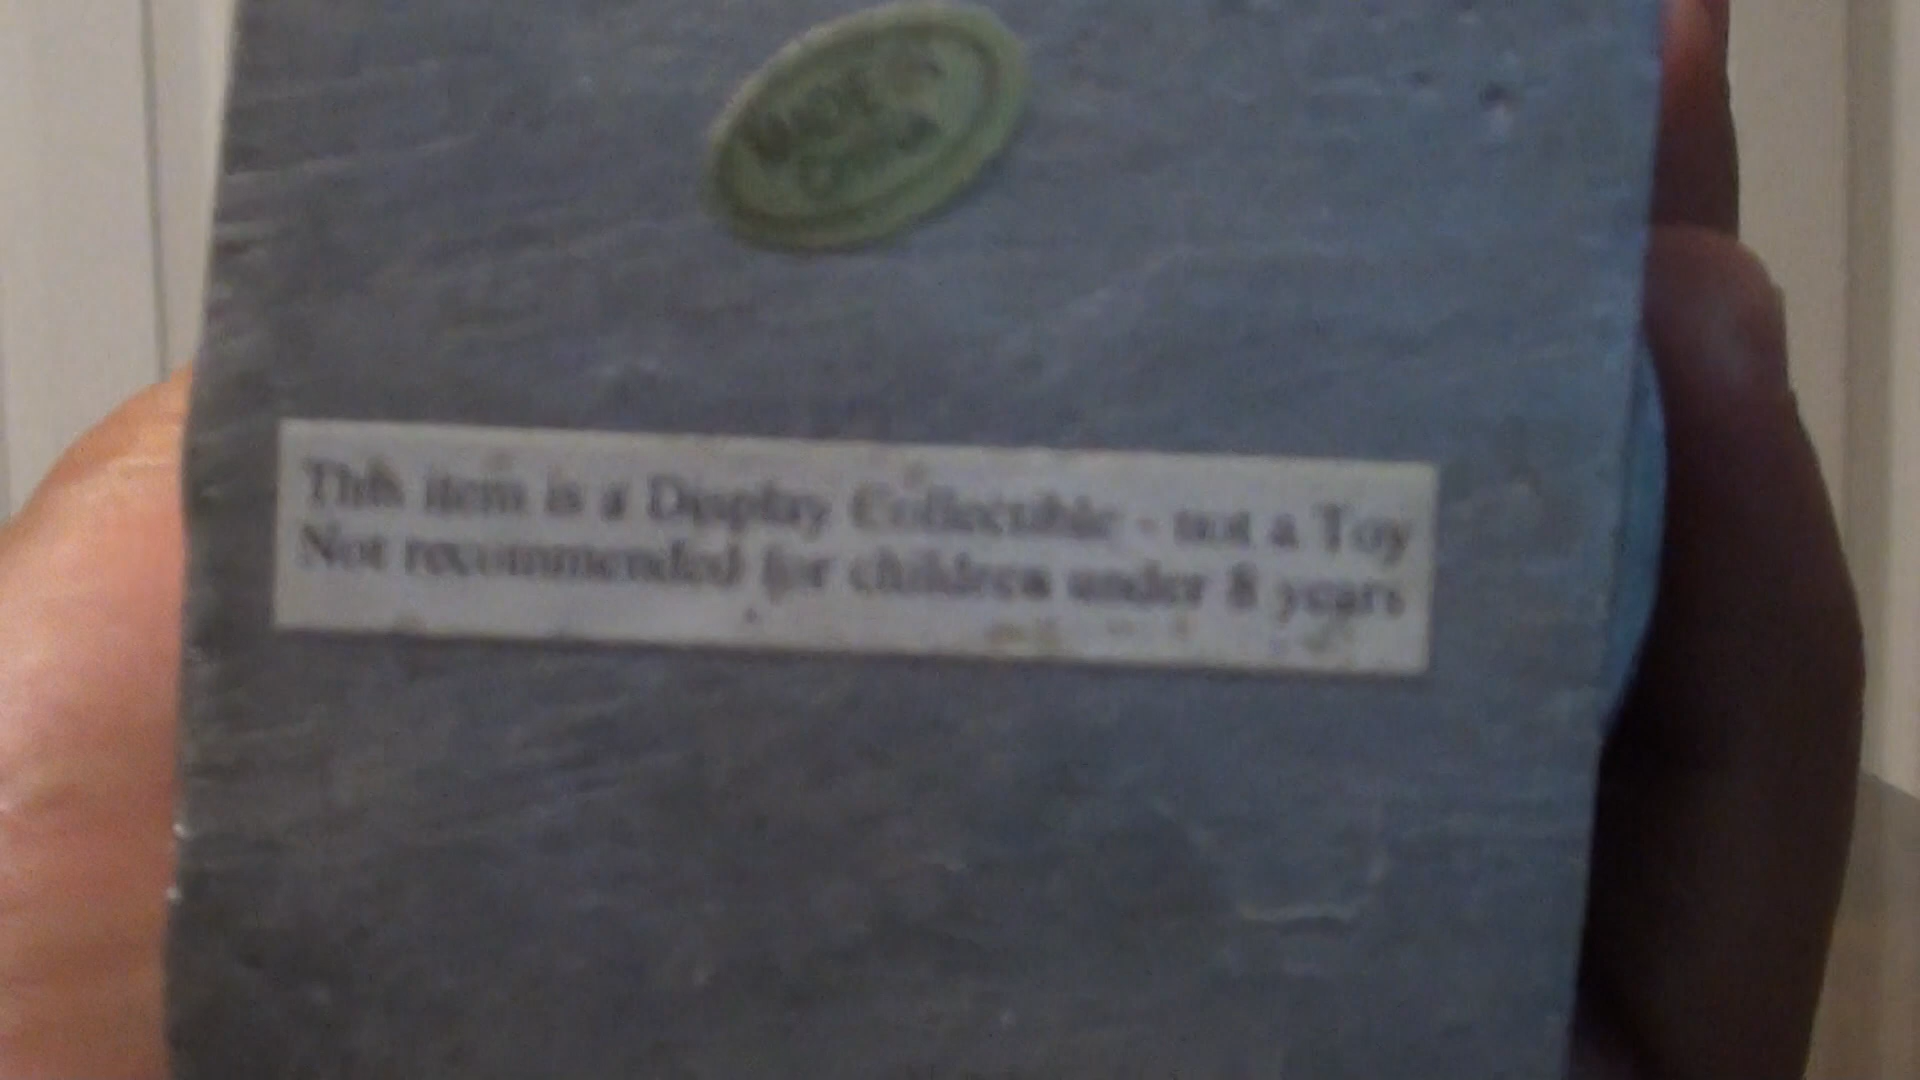 This item is a Display Collectible - not a Toy
Not recommended for children under 8 years